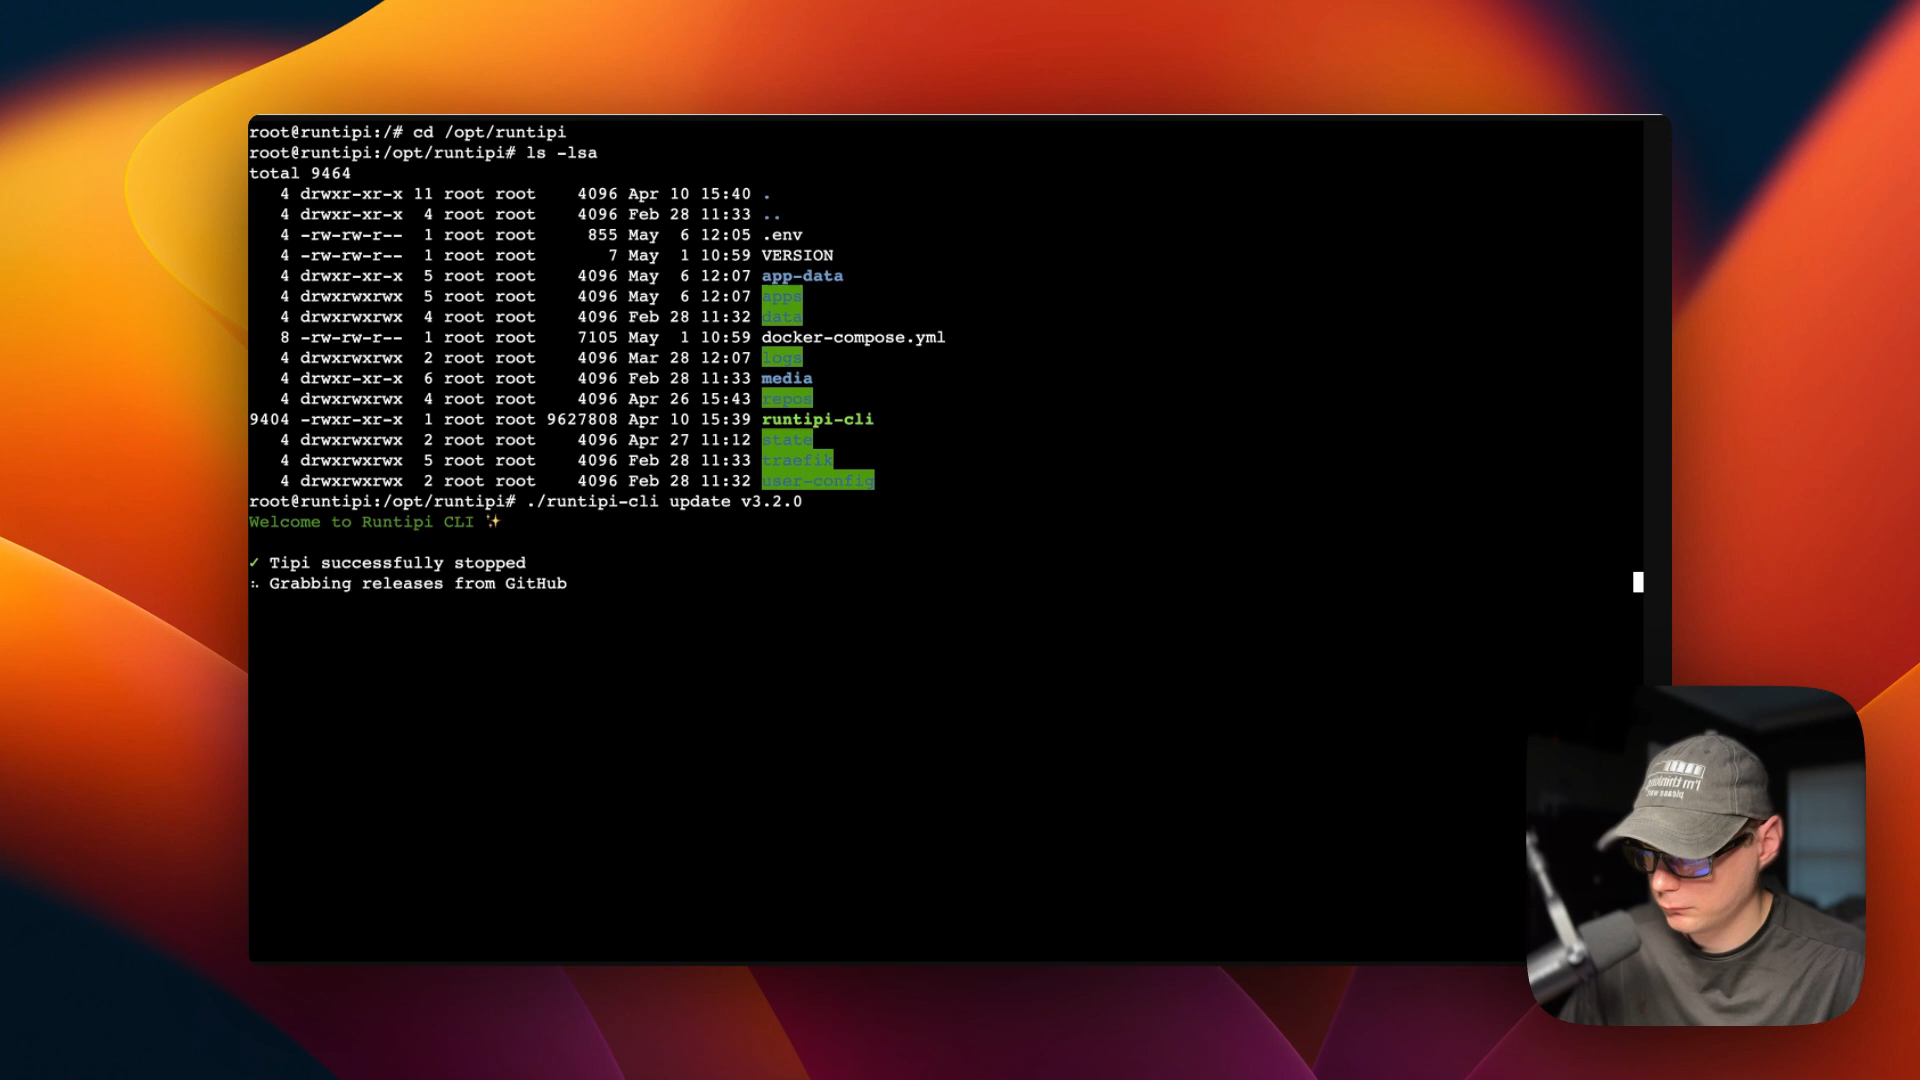 root@runtipi:/# cd /opt/runtipi
root@runtipi:/opt/runtipi# ls -lsa
total 9464
   4 drwxr-xr-x 11 root root    4096 Apr 10 15:40 .
   4 drwxr-xr-x  4 root root    4096 Feb 28 11:33 ..
   4 -rw-rw-r--  1 root root     855 May  6 12:05 .env
   4 -rw-rw-r--  1 root root       7 May  1 10:59 VERSION
   4 drwxr-xr-x  5 root root    4096 May  6 12:07 app-data
   4 drwxrwxrwx  5 root root    4096 May  6 12:07 apps
   4 drwxrwxrwx  4 root root    4096 Feb 28 11:32 data
   8 -rw-rw-r--  1 root root    7105 May  1 10:59 docker-compose.yml
   4 drwxrwxrwx  2 root root    4096 Mar 28 12:07 logs
   4 drwxr-xr-x  6 root root    4096 Feb 28 11:33 media
   4 drwxrwxrwx  4 root root    4096 Apr 26 15:43 repos
9404 -rwxr-xr-x  1 root root 9627808 Apr 10 15:39 runtipi-cli
   4 drwxrwxrwx  2 root root    4096 Apr 27 11:12 state
   4 drwxrwxrwx  5 root root    4096 Feb 28 11:33 traefik
   4 drwxrwxrwx  2 root root    4096 Feb 28 11:32 user-config
root@runtipi:/opt/runtipi# ./runtipi-cli update v3.2.0
Welcome to Runtipi CLI ✨
✓ Tipi successfully stopped
Grabbing releases from GitHub
I'm thinking
please wait